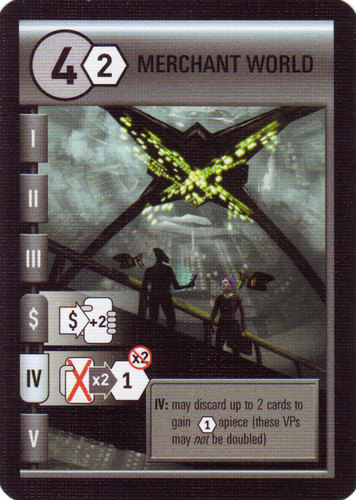 4 2 MERCHANT WORLD
I
II
III
$ $ +2
x2
IV x2 1
IV: may discard up to 2 cards to
gain 1 apiece (these VPs
may not be doubled)
V